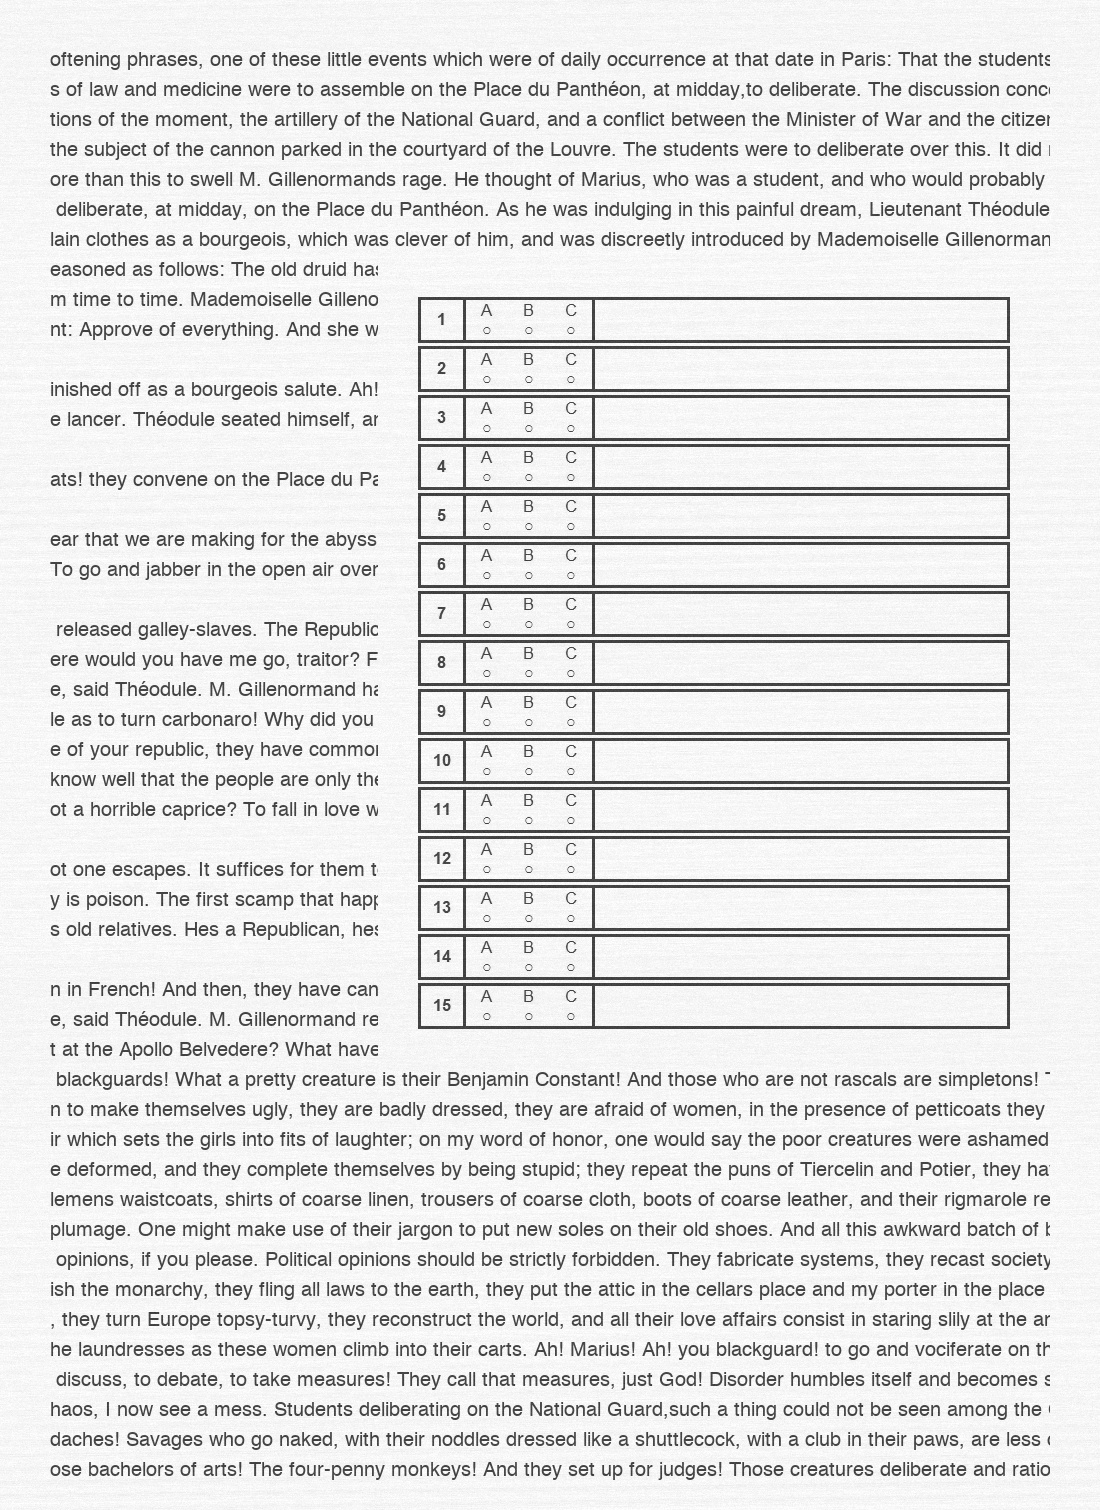 oftening phrases, one of these little events which were of daily occurrence at that date in Paris: That the students
s of law and medicine were to assemble on the Place du Panthéon, at midday,to deliberate. The discussion
tions of the moment, the artillery of the National Guard, and a conflict between the Minister of War and the
the subject of the cannon parked in the courtyard of the Louvre. The students were to deliberate over this. It did
ore than this to swell M. Gillenormands rage. He thought of Marius, who was a student, and who would probably
deliberate, at midday, on the Place du Panthéon. As he was indulging in this painful dream, Lieutenant Théodule
lain clothes as a bourgeois, which was clever of him, and was discreetly introduced by Mademoiselle Gillenorman
easoned as follows: The old druid has
m time to time. Mademoiselle Gilleno
nt: Approve of everything. And she w
inished off as a bourgeois salute. Ah!
e lancer. Théodule seated himself, an
ats! they convene on the Place du Pa
ear that we are making for the abyss
To go and jabber in the open air over
released galley-slaves. The Republic
ere would you have me go, traitor? F
e, said Théodule. M. Gillenormand ha
le as to turn carbonaro! Why did you
e of your republic, they have common
know well that the people are only the
ot a horrible caprice? To fall in love w
ot one escapes. It suffices for them t
y is poison. The first scamp that happ
s old relatives. Hes a Republican, hes
n in French! And then, they have can
e, said Théodule. M. Gillenormand re
t at the Apollo Belvedere? What have
1 A B C
2 A B C
3 A B C
4 A B C
5 A B C
6 A B C
7 A B C
8 A B C
9 A B C
10 A B C
11 A B C
12 A B C
13 A B C
14 A B C
15 A B C
blackguards! What a pretty creature is their Benjamin Constant! And those who are not rascals are simpletons!
n to make themselves ugly, they are badly dressed, they are afraid of women, in the presence of petticoats they
ir which sets the girls into fits of laughter; on my word of honor, one would say the poor creatures were ashamed
e deformed, and they complete themselves by being stupid; they repeat the puns of Tiercelin and Potier, they
lemens waistcoats, shirts of coarse linen, trousers of coarse cloth, boots of coarse leather, and their rigmarole re
plumage. One might make use of their jargon to put new soles on their old shoes. And all this awkward batch of
opinions, if you please. Political opinions should be strictly forbidden. They fabricate systems, they recast society
ish the monarchy, they fling all laws to the earth, they put the attic in the cellars place and my porter in the place
, they turn Europe topsy-turvy, they reconstruct the world, and all their love affairs consist in staring slily at the
he laundresses as these women climb into their carts. Ah! Marius! Ah! you blackguard! to go and vociferate on
discuss, to debate, to take measures! They call that measures, just God! Disorder humbles itself and becomes
haos, I now see a mess. Students deliberating on the National Guard,such a thing could not be seen among the
daches! Savages who go naked, with their noddles dressed like a shuttlecock, with a club in their paws, are less
ose bachelors of arts! The four-penny monkeys! And they set up for judges! Those creatures deliberate and ratio